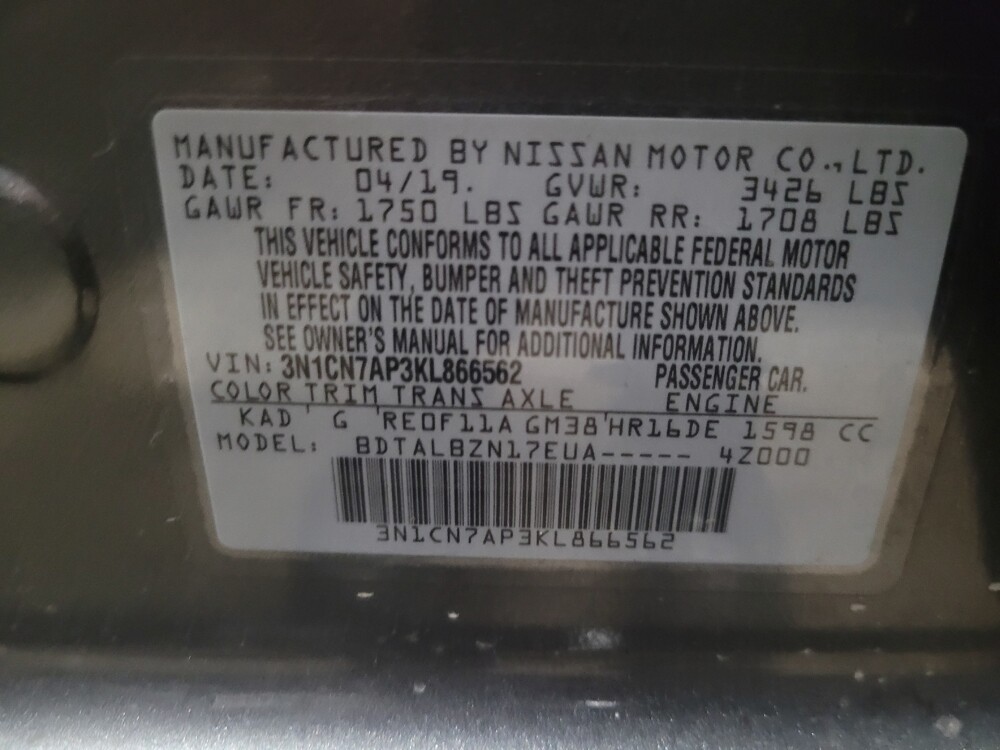 MANUFACTURED BY NISSAN MOTOR CO., LTD.
DATE: 04/19. GVWR: 3426 LBS
GAWR FR: 1750 LBS GAWR RR: 1708 LBS
THIS VEHICLE CONFORMS TO ALL APPLICABLE FEDERAL MOTOR
VEHICLE SAFETY, BUMPER AND THEFT PREVENTION STANDARDS
IN EFFECT ON THE DATE OF MANUFACTURE SHOWN ABOVE.
SEE OWNER'S MANUAL FOR ADDITIONAL INFORMATION.
VIN: 3N1CN7AP3KL866562 PASSENGER CAR.
COLOR TRIM TRANS AXLE ENGINE
KAD G RE0F11A GM38 HR16DE 1598 CC
MODEL: BDTALBZN17EUA----- 4Z000
3N1CN7AP3KL866562